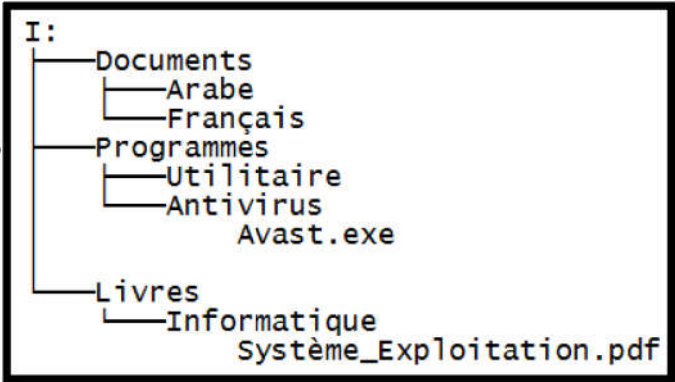 I:
Documents
Arabe
Français
Programmes
Utilitaire
Antivirus
Avast.exe
Livres
Informatique
Système_Exploitation.pdf